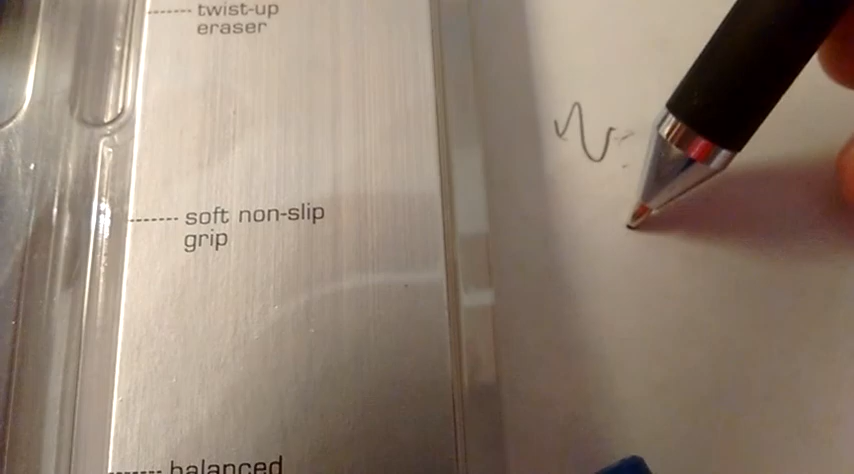 twist-up
eraser
soft non-slip
grip
balanced